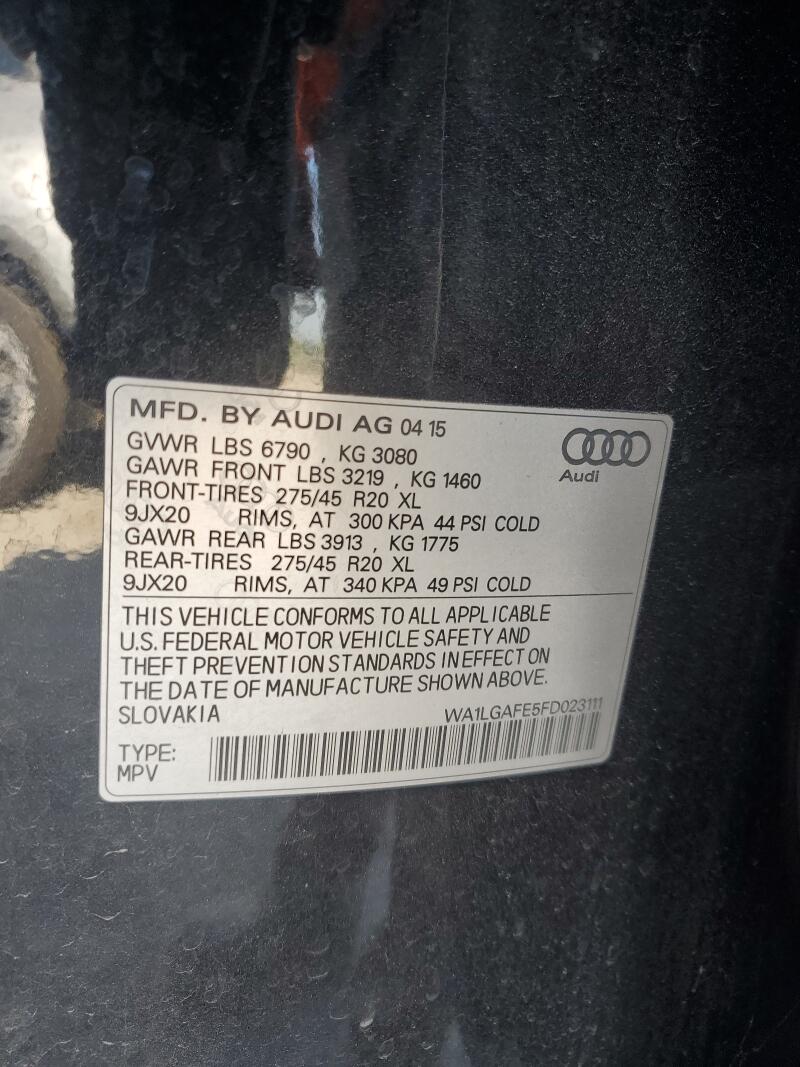 MFD. BY AUDI AG 04 15
Audi
GVWR LBS 6790 , KG 3080
GAWR FRONT LBS 3219 , KG 1460
FRONT-TIRES 275/45 R20 XL
9JX20 RIMS, AT 300 KPA 44 PSI COLD
GAWR REAR LBS 3913 , KG 1775
REAR-TIRES 275/45 R20 XL
9JX20 RIMS, AT 340 KPA 49 PSI COLD
THIS VEHICLE CONFORMS TO ALL APPLICABLE
U.S. FEDERAL MOTOR VEHICLE SAFETY AND
THEFT PREVENTION STANDARDS IN EFFECT ON
THE DATE OF MANUFACTURE SHOWN ABOVE.
SLOVAKIA WA1LGAFE5FD023111
TYPE:
MPV